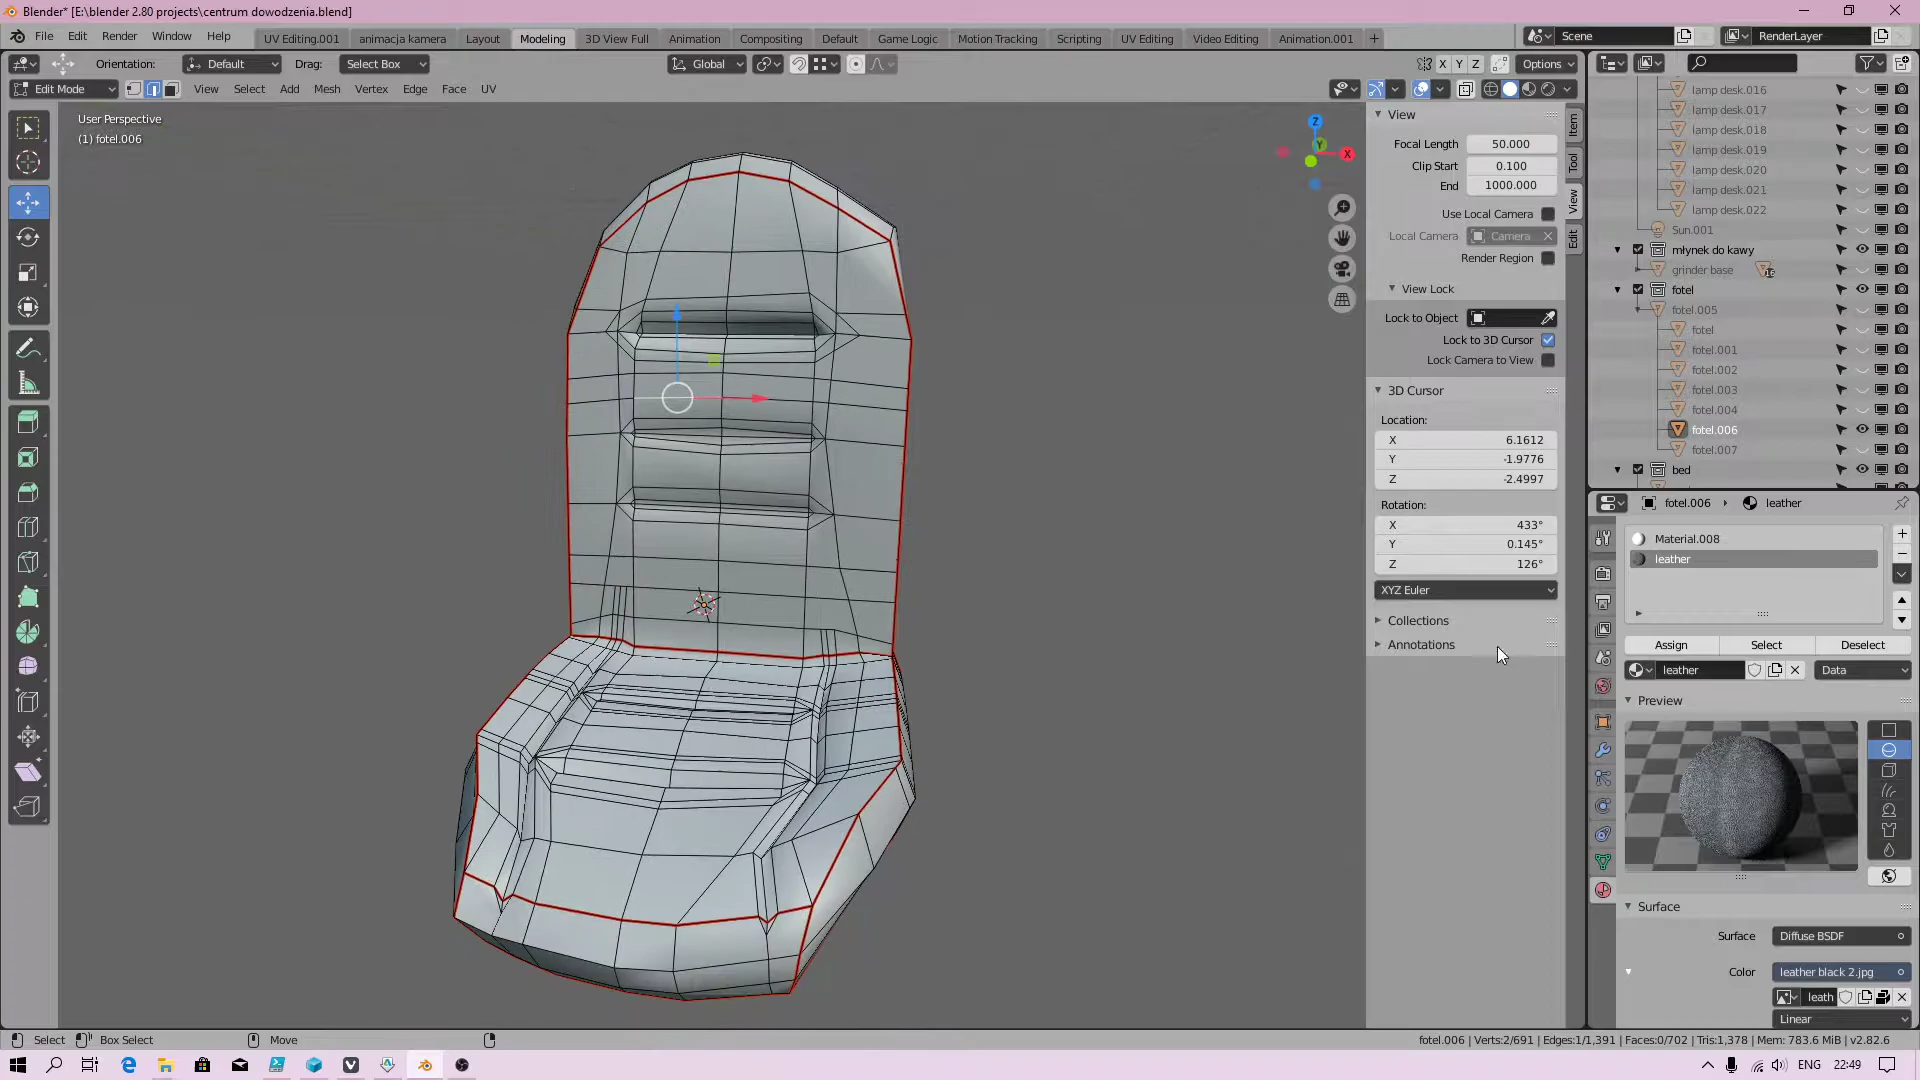 Blender* [E:\blender 2.80 projects\centrum dowodzenia.blend]
File Edit Render Window Help
UV Editing.001 animacja kamera Layout Modeling 3D View Full Animation Compositing Default Game Logic Motion Tracking Scripting UV Editing Video Editing Animation.001 +
Scene RenderLayer
Orientation: Default Drag: Select Box Global X Y Z Options
Edit Mode View Select Add Mesh Vertex Edge Face UV
User Perspective
(1) fotel.006
Z
Y
X
View
Focal Length 50.000
Clip Start 0.100
End 1000.000
Use Local Camera
Local Camera Camera
Render Region
View Lock
Lock to Object
Lock to 3D Cursor
Lock Camera to View
3D Cursor
Location:
X 6.1612
Y -1.9776
Z -2.4997
Rotation:
X 433°
Y 0.145°
Z 126°
XYZ Euler
Collections
Annotations
Item
Tool
View
Edit
lamp desk.016
lamp desk.017
lamp desk.018
lamp desk.019
lamp desk.020
lamp desk.021
lamp desk.022
Sun.001
młynek do kawy
grinder base 16
fotel
fotel.005
fotel
fotel.001
fotel.002
fotel.003
fotel.004
fotel.006
fotel.007
bed
fotel.006 leather
Material.008
leather
Assign Select Deselect
leather Data
Preview
Surface
Surface Diffuse BSDF
Color leather black 2.jpg
leath
Linear
Select Box Select Move
fotel.006 | Verts:2/691 | Edges:1/1,391 | Faces:0/702 | Tris:1,378 | Mem: 783.6 MiB | v2.82.6
ENG 22:49